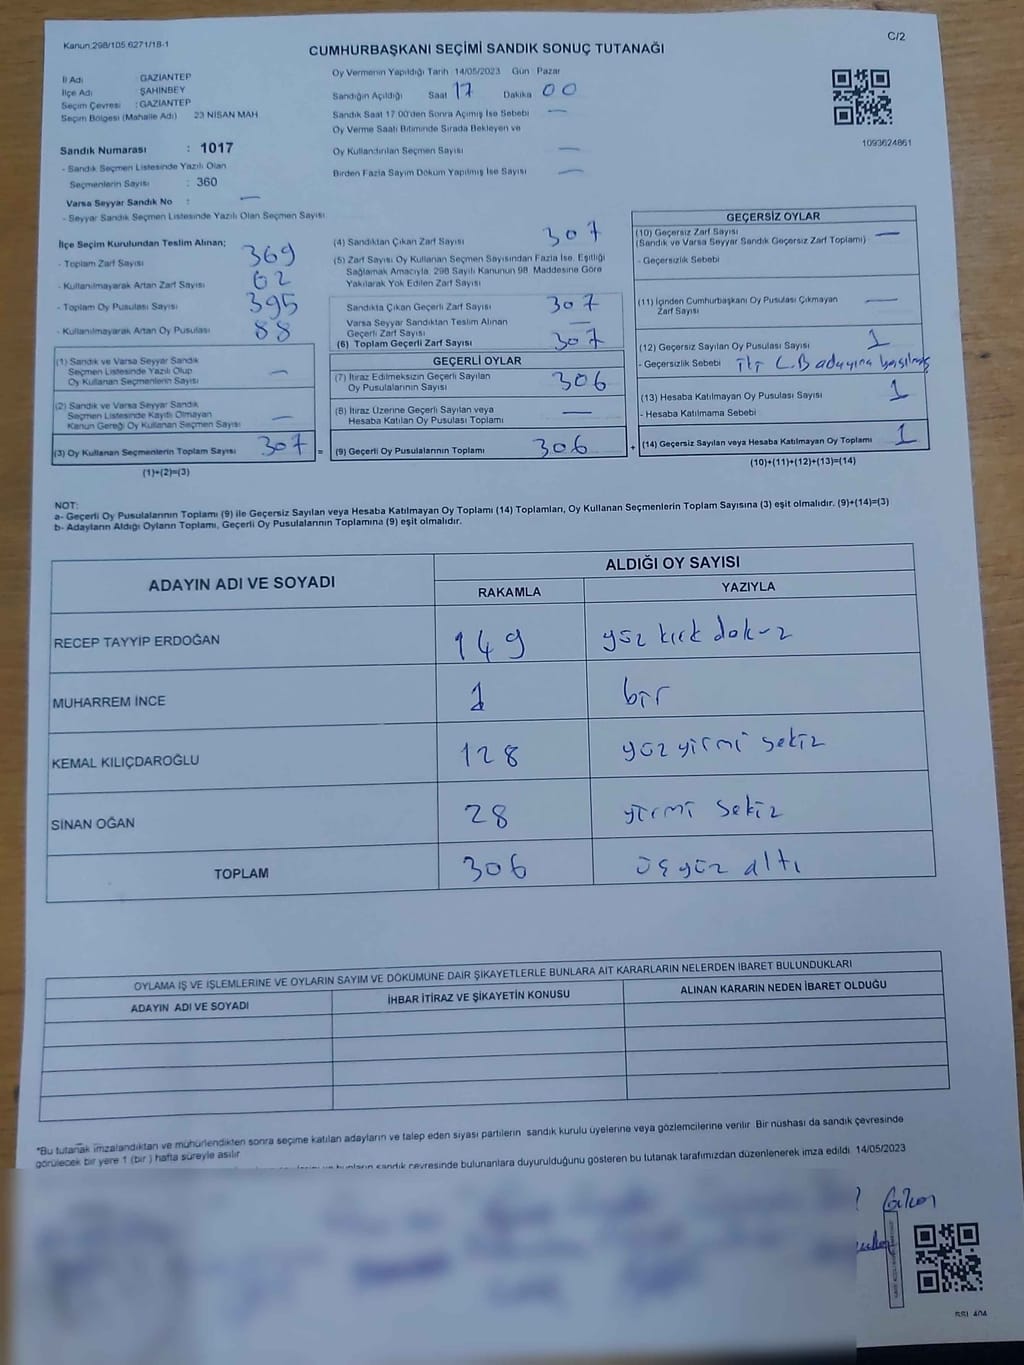 Kanun:298/105.6271/18-1
C/2
CUMHURBAŞKANI SEÇİMİ SANDIK SONUÇ TUTANAĞI
İl Adı : GAZİANTEP
İlçe Adı : ŞAHİNBEY
Seçim Çevresi : GAZİANTEP
Seçim Bölgesi (Mahalle Adı) 23 NİSAN MAH
Sandık Numarası : 1017
- Sandık Seçmen Listesinde Yazılı Olan
Seçmenlerin Sayısı : 360
Varsa Seyyar Sandık No : —
- Seyyar Sandık Seçmen Listesinde Yazılı Olan Seçmen Sayısı
Oy Vermenin Yapıldığı Tarih 14/05/2023 Gün Pazar
Sandığın Açıldığı Saat 17 Dakika 00
Sandık Saat 17:00'den Sonra Açımış İse Sebebi —
Oy Verme Saati Bitiminde Sırada Bekleyen ve
Oy Kullandırılan Seçmen Sayısı —
Birden Fazla Sayım Döküm Yapılmış İse Sayısı —
1093624861
İlçe Seçim Kurulundan Teslim Alınan;
- Toplam Zarf Sayısı 369
- Kullanılmayarak Artan Zarf Sayısı 62
- Toplam Oy Pusulası Sayısı 395
- Kullanılmayarak Artan Oy Pusulası 88
(1) Sandık ve Varsa Seyyar Sandık
Seçmen Listesinde Yazılı Olup
Oy Kullanan Seçmenlerin Sayısı —
(2) Sandık ve Varsa Seyyar Sandık
Seçmen Listesinde Kayıtlı Olmayan
Kanun Gereği Oy Kullanan Seçmen Sayısı —
(3) Oy Kullanan Seçmenlerin Toplam Sayısı 307 =
(1)+(2)=(3)
(4) Sandıktan Çıkan Zarf Sayısı 307
(5) Zarf Sayısı Oy Kullanan Seçmen Sayısından Fazla İse, Eşitliği
Sağlamak Amacıyla, 298 Sayılı Kanunun 98. Maddesine Göre
Yakılarak Yok Edilen Zarf Sayısı
Sandıkta Çıkan Geçerli Zarf Sayısı 307
Varsa Seyyar Sandıktan Teslim Alınan
Geçerli Zarf Sayısı —
(6) Toplam Geçerli Zarf Sayısı 307
GEÇERLİ OYLAR
(7) İtiraz Edilmeksizin Geçerli Sayılan
Oy Pusulalarının Sayısı 306
(8) İtiraz Üzerine Geçerli Sayılan veya
Hesaba Katılan Oy Pusulası Toplamı —
(9) Geçerli Oy Pusulalarının Toplamı 306 +
GEÇERSİZ OYLAR
(10) Geçersiz Zarf Sayısı —
(Sandık ve Varsa Seyyar Sandık Geçersiz Zarf Toplamı)
- Geçersizlik Sebebi
(11) İçinden Cumhurbaşkanı Oy Pusulası Çıkmayan
Zarf Sayısı —
(12) Geçersiz Sayılan Oy Pusulası Sayısı 1
- Geçersizlik Sebebi C.B adayına basılmış
(13) Hesaba Katılmayan Oy Pusulası Sayısı 1
- Hesaba Katılmama Sebebi
(14) Geçersiz Sayılan veya Hesaba Katılmayan Oy Toplamı 1
(10)+(11)+(12)+(13)=(14)
NOT:
a- Geçerli Oy Pusulalarının Toplamı (9) ile Geçersiz Sayılan veya Hesaba Katılmayan Oy Toplamı (14) Toplamları, Oy Kullanan Seçmenlerin Toplam Sayısına (3) eşit olmalıdır. (9)+(14)=(3)
b- Adayların Aldığı Oyların Toplamı, Geçerli Oy Pusulalarının Toplamına (9) eşit olmalıdır.
ADAYIN ADI VE SOYADI
ALDIĞI OY SAYISI
RAKAMLA YAZIYLA
RECEP TAYYİP ERDOĞAN 149 yüz kırk dokuz
MUHARREM İNCE 1 bir
KEMAL KILIÇDAROĞLU 128 yüz yirmi sekiz
SİNAN OĞAN 28 yirmi sekiz
TOPLAM 306 üç yüz altı
OYLAMA İŞ VE İŞLEMLERİNE VE OYLARIN SAYIM VE DÖKÜMÜNE DAİR ŞİKAYETLERLE BUNLARA AİT KARARLARIN NELERDEN İBARET BULUNDUKLARI
ADAYIN ADI VE SOYADI İHBAR İTİRAZ VE ŞİKAYETİN KONUSU ALINAN KARARIN NEDEN İBARET OLDUĞU
*Bu tutanak imzalandıktan ve mühürlendikten sonra seçime katılan adayların ve talep eden siyasi partilerin sandık kurulu üyelerine veya gözlemcilerine verilir. Bir nüshası da sandık çevresinde
görülecek bir yere 1 (bir) hafta süreyle asılır
sandık çevresinde bulunanlara duyurulduğunu gösteren bu tutanak tarafımızdan düzenlenerek imza edildi. 14/05/2023